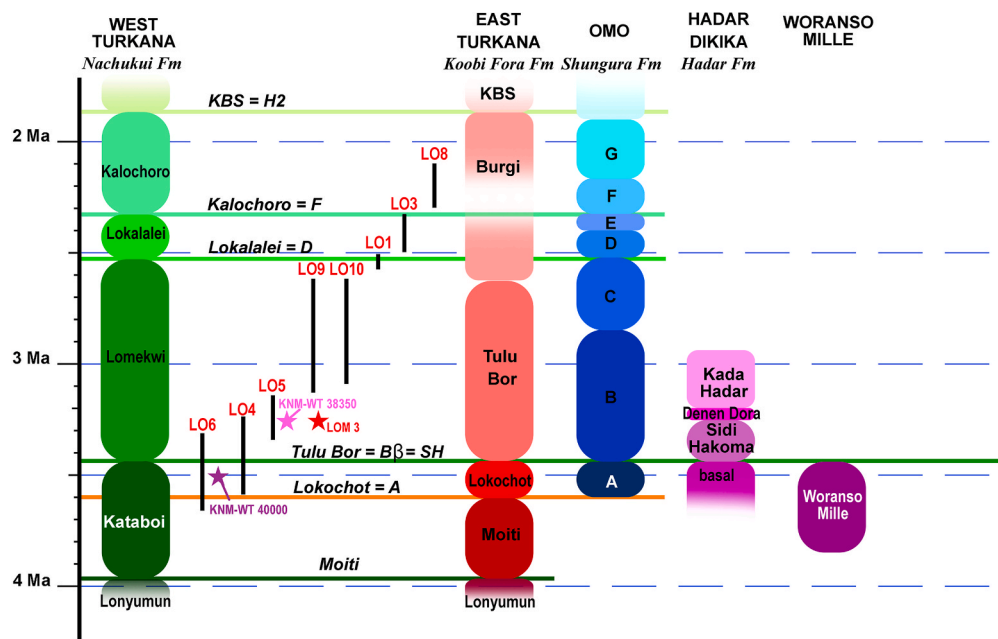 WEST
TURKANA
Nachukui Fm
EAST
TURKANA
Koobi Fora Fm
OMO
Shungura Fm
HADAR
DIKIKA
Hadar Fm
WORANSO
MILLE
KBS = H2
KBS
2 Ma
LO8
G
Kalochoro
Burgi
F
Kalochoro = F
LO3
E
Lokalalei
Lokalalei = D
LO1
D
LO9
LO10
C
3 Ma
Lomekwi
Tulu
Bor
B
Kada
Hadar
LO5
KNM-WT 38350
LO6
LO4
LOM 3
Denen Dora
Sidi
Hakoma
Tulu Bor = Bβ= SH
Lokochot
A
basal
Lokochot = A
Woranso
Mille
KNM-WT 40000
Kataboi
Moiti
Moiti
4 Ma
Lonyumun
Lonyumun